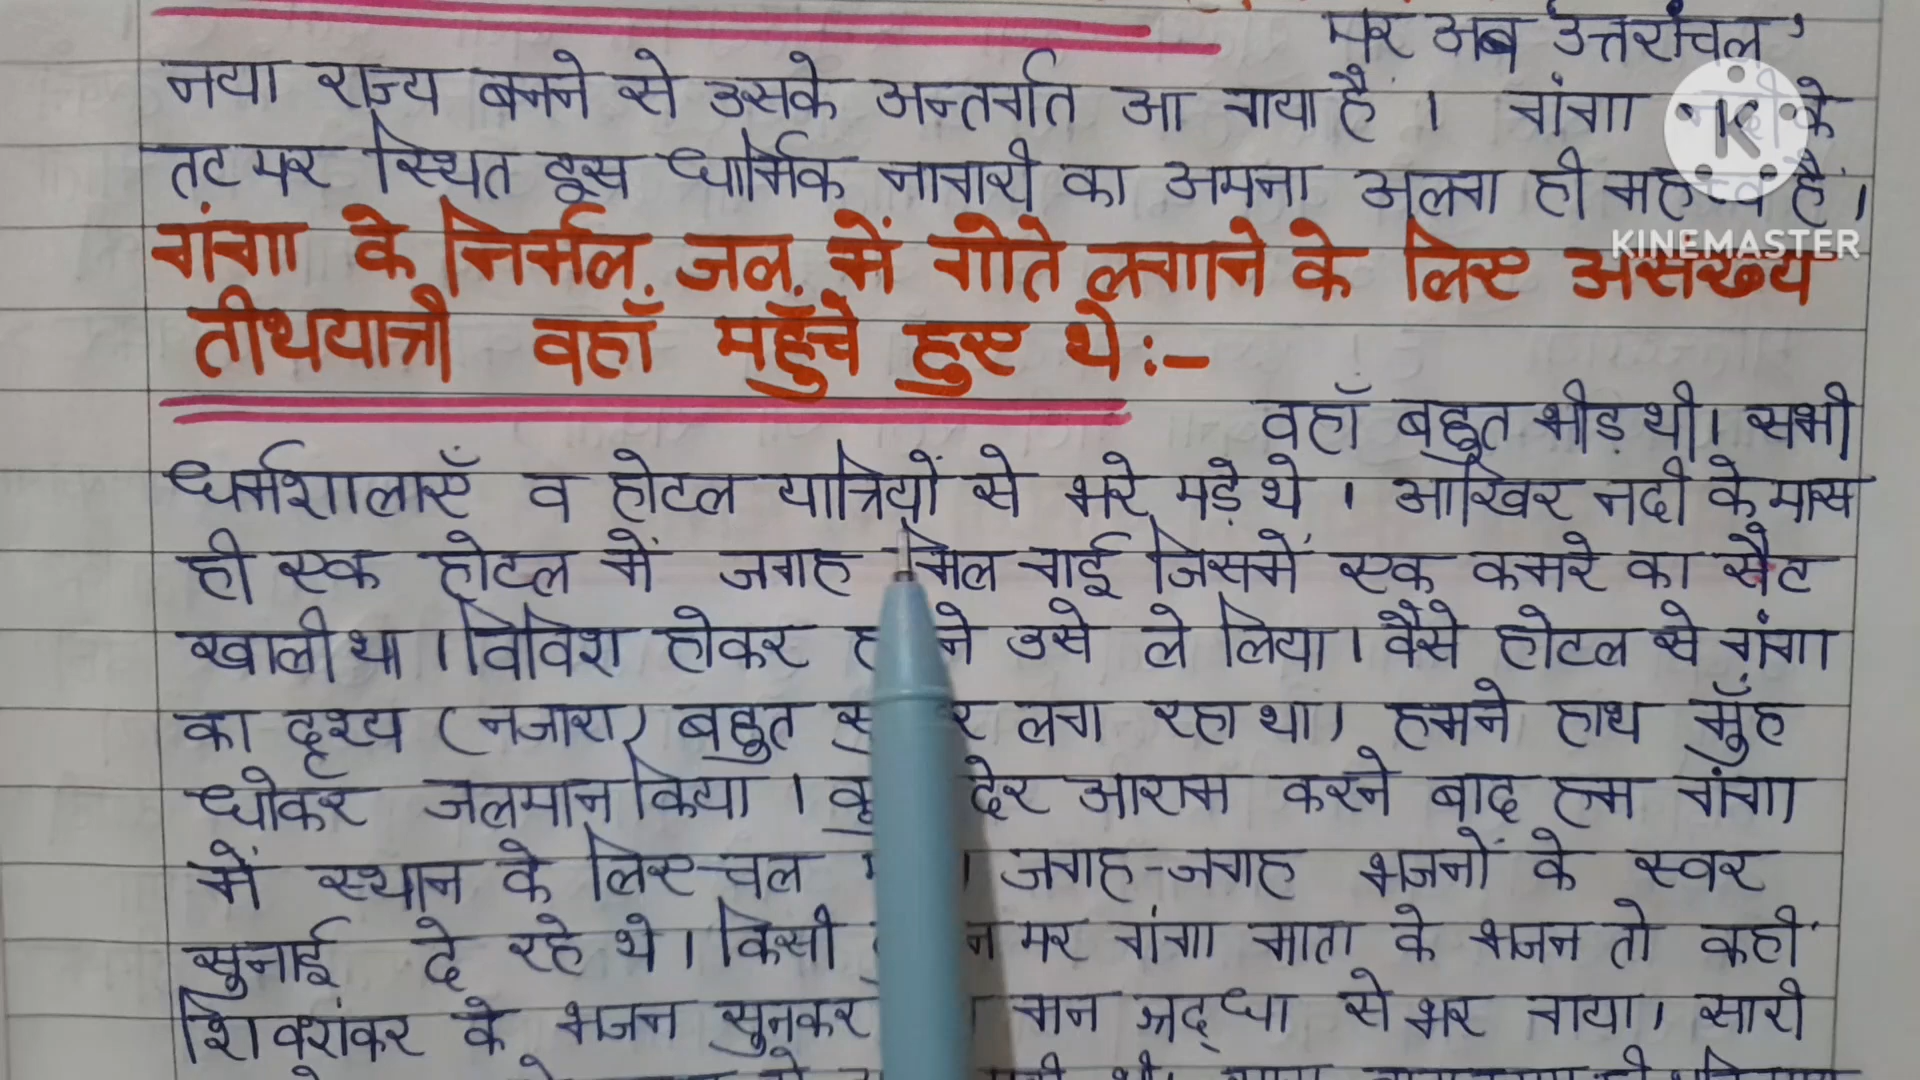 पर अब उत्तरांचल'
नया राज्य बनने से उसके अन्तर्गत आ गया है । गंगा के
तट पर स्थित इस धार्मिक नागरी का अपना अलग ही महत्व है ।
गंगा के निर्मल जल में गोते लगाने के लिए असंख्य
तीथयात्री वहाँ पहुँचे हुए थे:-
वहाँ बहुत भीड़ थी। सभी
धर्मशालाएँ व होटल यात्रियों से भरे पड़े थे । आखिर नदी के पास
ही एक होटल में जगह मिल गई जिसमें एक कमरे का सैट
खाली था । विविश होकर ने उसे ले लिया। वैसे होटल से गंगा
का दृश्य (नजारा) बहुत लग रहा था। हमने हाथ मुँह
धोकर जलपान किया । देर आराम करने बाद हम गंगा
में स्थान के लिए चल जगह-जगह भजनों के स्वर
सुनाई दे रहे थे । किसी पर गंगा माता के भजन तो कहीं
शिवशंकर के भजन सुनकर मन श्रद्धा से भर गया। सारी
KINEMASTER